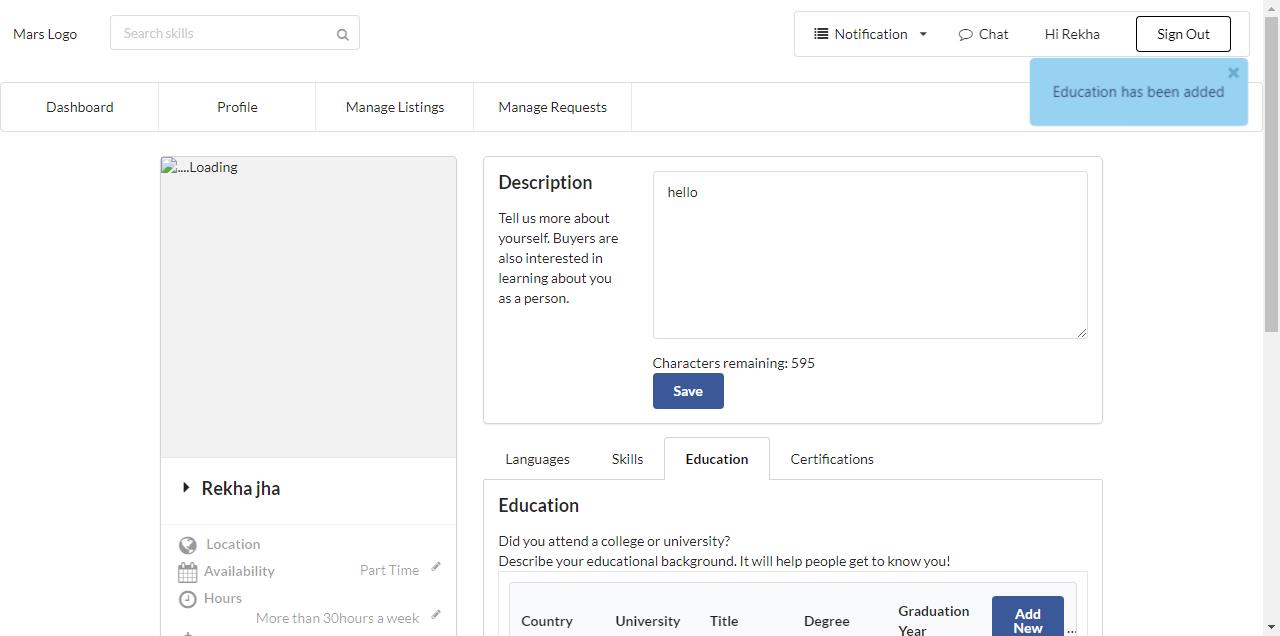 Mars Logo
Search skills
Notification
Chat
Hi Rekha
Sign Out
Education has been added
Dashboard
Profile
Manage Listings
Manage Requests
....Loading
Description
Tell us more about
yourself. Buyers are
also interested in
learning about you
as a person.
hello
Characters remaining: 595
Save
Rekha jha
Location
Availability
Part Time
Hours
More than 30hours a week
Languages
Skills
Education
Certifications
Education
Did you attend a college or university?
Describe your educational background. It will help people get to know you!
Country
University
Title
Degree
Graduation
Year
Add
New
...